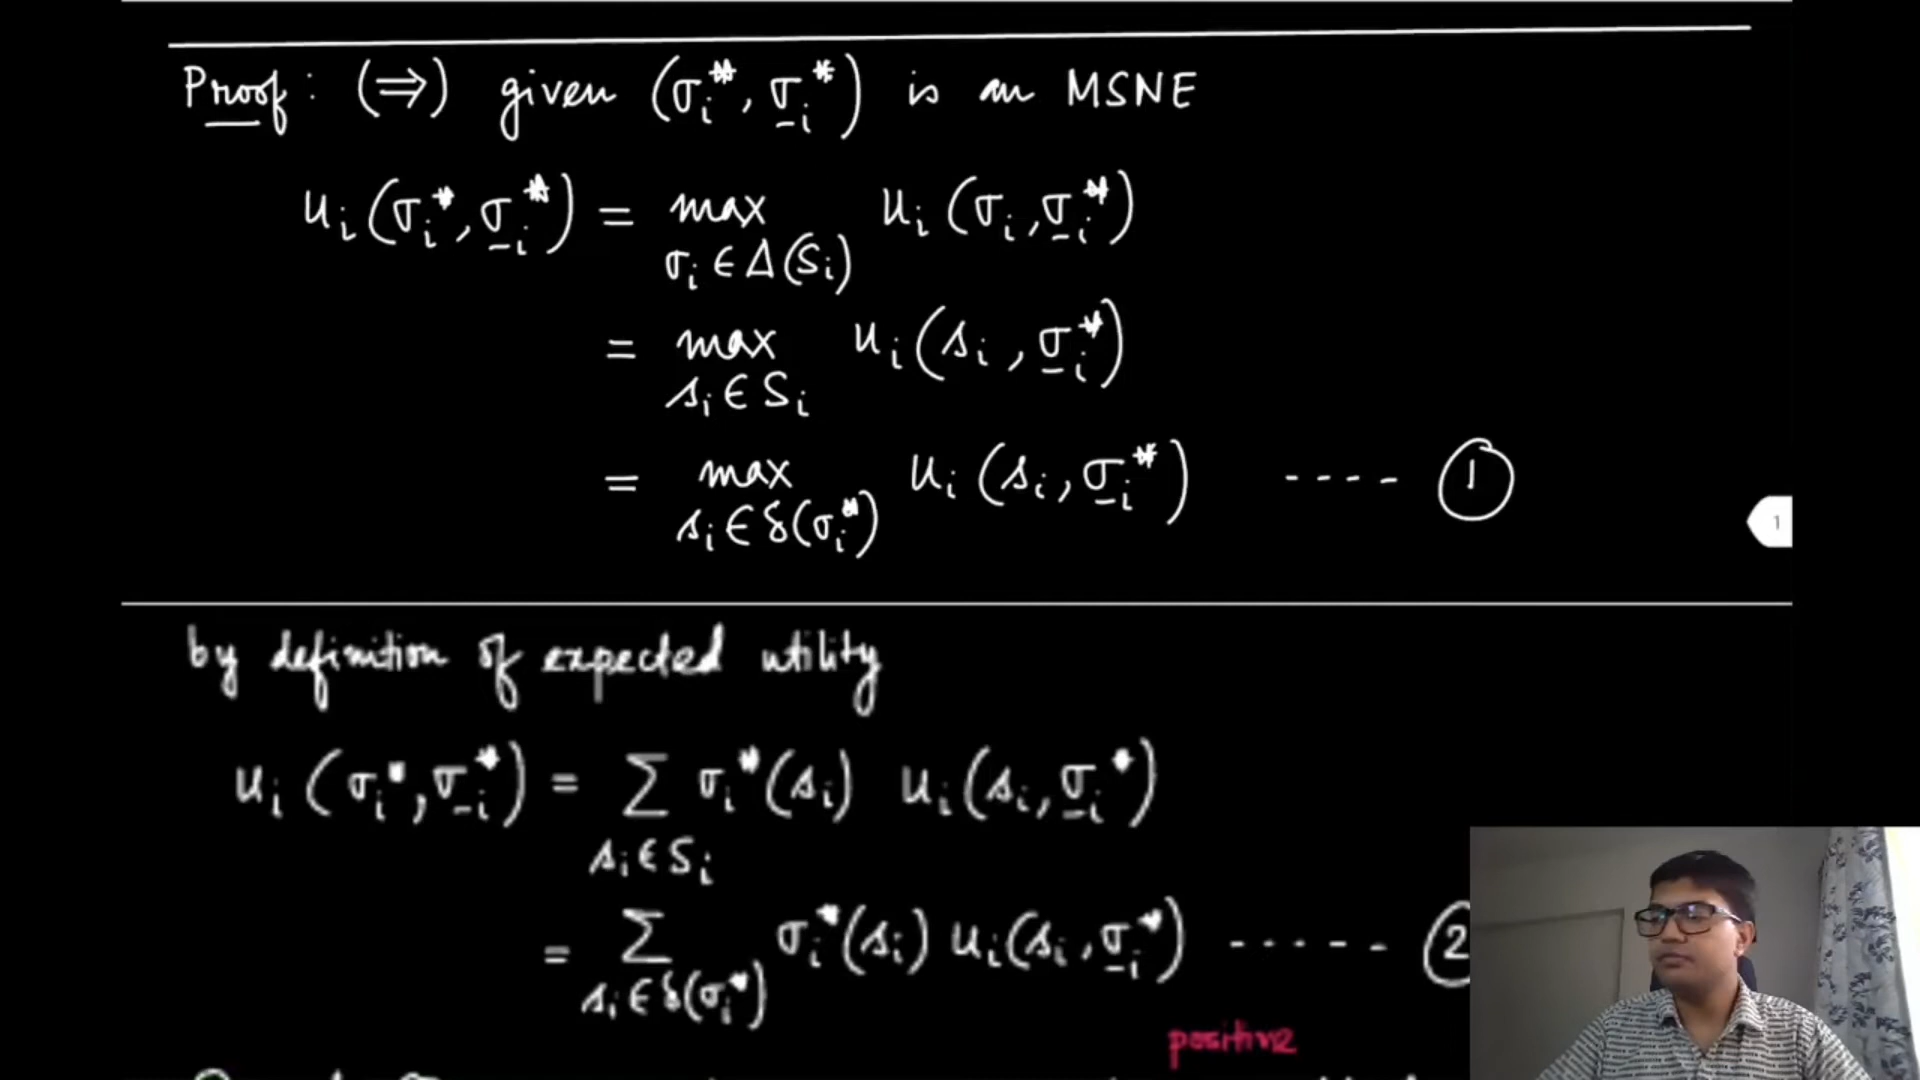 Proof: (⇒) given (σᵢ*, σ₋ᵢ*) is an MSNE
uᵢ(σᵢ*, σ₋ᵢ*) = max uᵢ(σᵢ, σ₋ᵢ*)
σᵢ ∈ Δ(Sᵢ)
= max uᵢ(sᵢ, σ₋ᵢ*)
sᵢ ∈ Sᵢ
= max uᵢ(sᵢ, σ₋ᵢ*) ---- ①
sᵢ ∈ δ(σᵢ*)
1
by definition of expected utility
uᵢ(σᵢ*, σ₋ᵢ*) = Σ σᵢ*(sᵢ) uᵢ(sᵢ, σ₋ᵢ*)
sᵢ ∈ Sᵢ
= Σ σᵢ*(sᵢ) uᵢ(sᵢ, σ₋ᵢ*) ----- ②
sᵢ ∈ δ(σᵢ*)
positive